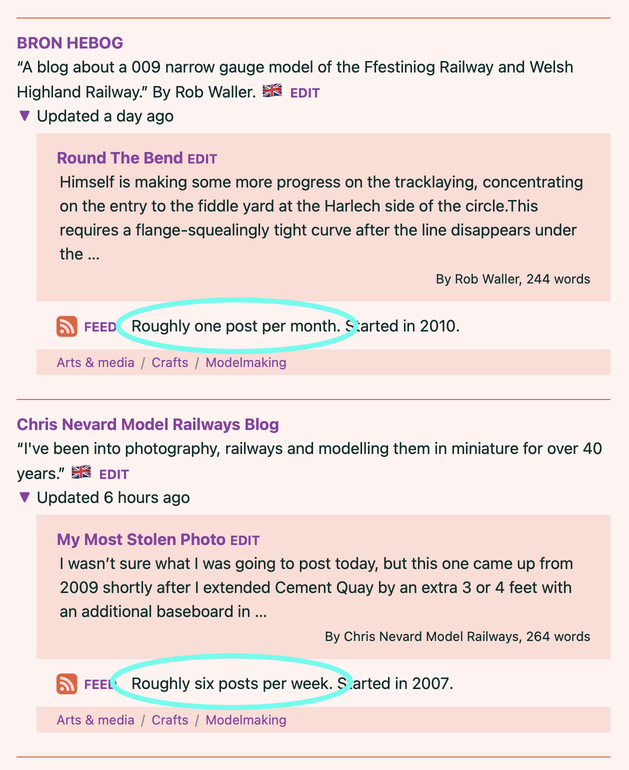 BRON HEBOG
“A blog about a 009 narrow gauge model of the Ffestiniog Railway and Welsh
Highland Railway.” By Rob Waller. 🇬🇧 EDIT
▼ Updated a day ago
Round The Bend EDIT
Himself is making some more progress on the tracklaying, concentrating
on the entry to the fiddle yard at the Harlech side of the circle.This
requires a flange-squealingly tight curve after the line disappears under
the ...
By Rob Waller, 244 words
FEED Roughly one post per month. Started in 2010.
Arts & media / Crafts / Modelmaking
Chris Nevard Model Railways Blog
“I've been into photography, railways and modelling them in miniature for over 40
years.” 🇬🇧 EDIT
▼ Updated 6 hours ago
My Most Stolen Photo EDIT
I wasn’t sure what I was going to post today, but this one came up from
2009 shortly after I extended Cement Quay by an extra 3 or 4 feet with
an additional baseboard in ...
By Chris Nevard Model Railways, 264 words
FEED Roughly six posts per week. Started in 2007.
Arts & media / Crafts / Modelmaking